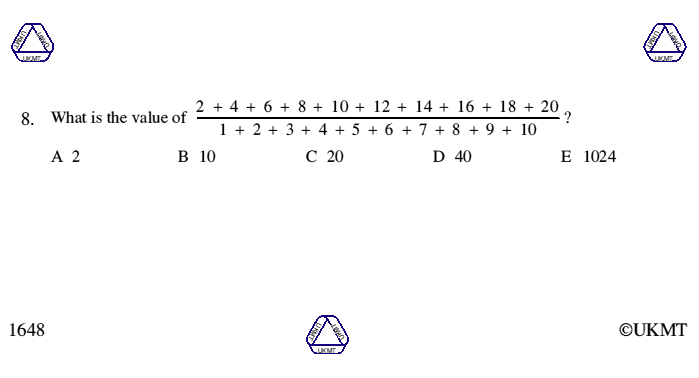 UKMT UKMT UKMT
UKMT UKMT UKMT
8. What is the value of 2 + 4 + 6 + 8 + 10 + 12 + 14 + 16 + 18 + 20
1 + 2 + 3 + 4 + 5 + 6 + 7 + 8 + 9 + 10 ?
A 2 B 10 C 20 D 40 E 1024
1648 UKMT UKMT UKMT ©UKMT